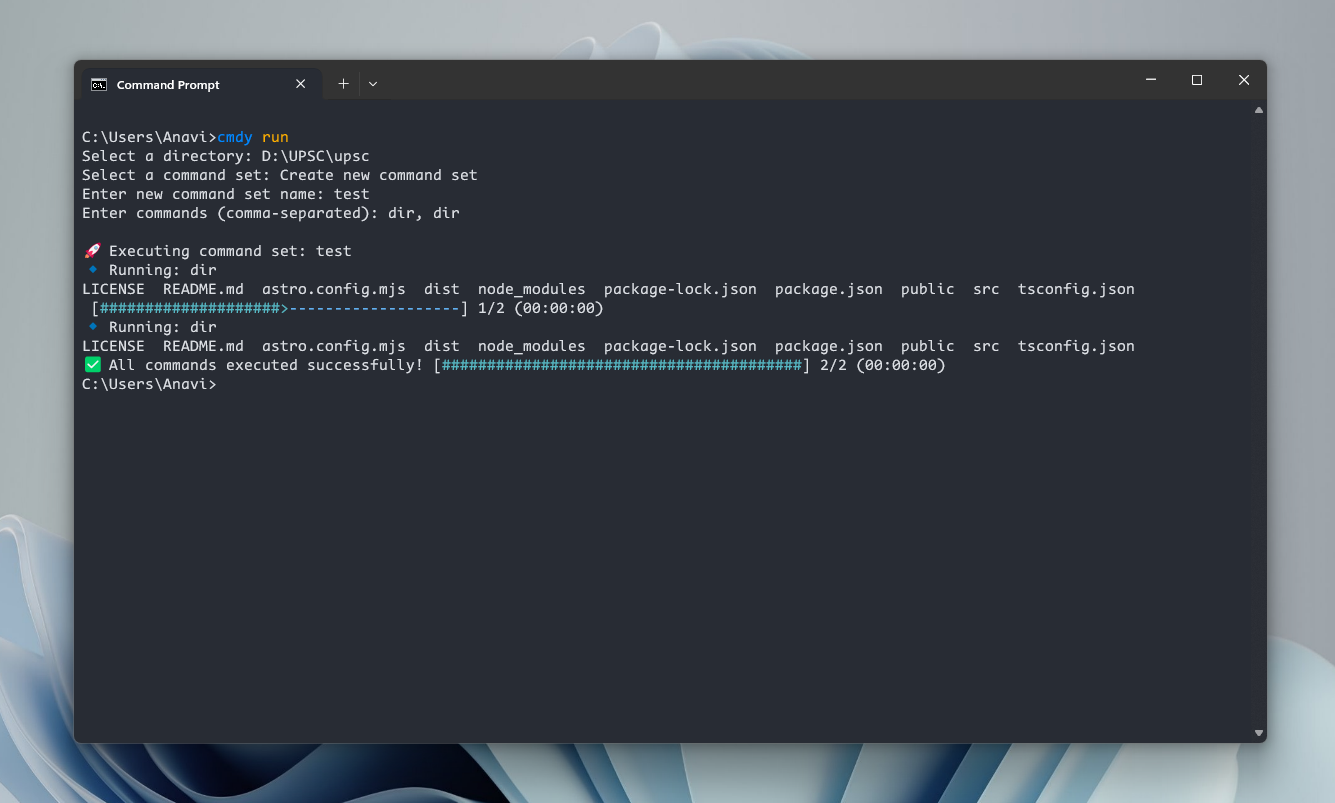 Command Prompt
C:\Users\Anavi>cmdy run
Select a directory: D:\UPSC\upsc
Select a command set: Create new command set
Enter new command set name: test
Enter commands (comma-separated): dir, dir
🚀 Executing command set: test
🔹 Running: dir
LICENSE  README.md  astro.config.mjs  dist  node_modules  package-lock.json  package.json  public  src  tsconfig.json
[####################>-------------------] 1/2 (00:00:00)
🔹 Running: dir
LICENSE  README.md  astro.config.mjs  dist  node_modules  package-lock.json  package.json  public  src  tsconfig.json
✅ All commands executed successfully! [########################################] 2/2 (00:00:00)
C:\Users\Anavi>